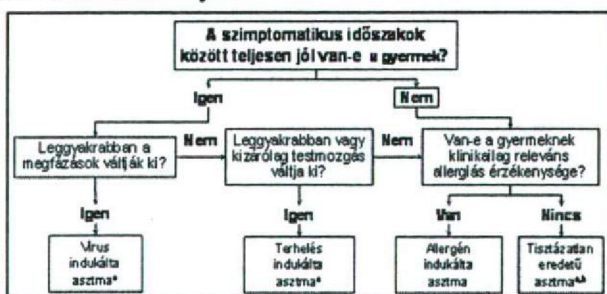 A szimptomatikus időszakok
között teljesen jól van-e a gyermek?
Igen
Nem
Leggyakrabban a
megfázások váltják ki?
Nem
Leggyakrabban vagy
kizárólag testmozgás
váltja ki?
Nem
Van-e a gyermeknek
klinikailag releváns
allergiás érzékenysége?
Igen
Igen
Van
Nincs
Vírus
indukálta
asztma
Terhelés
indukálta
asztma
Allergén
indukálta
asztma
Tisztázatlan
eredetű
asztma